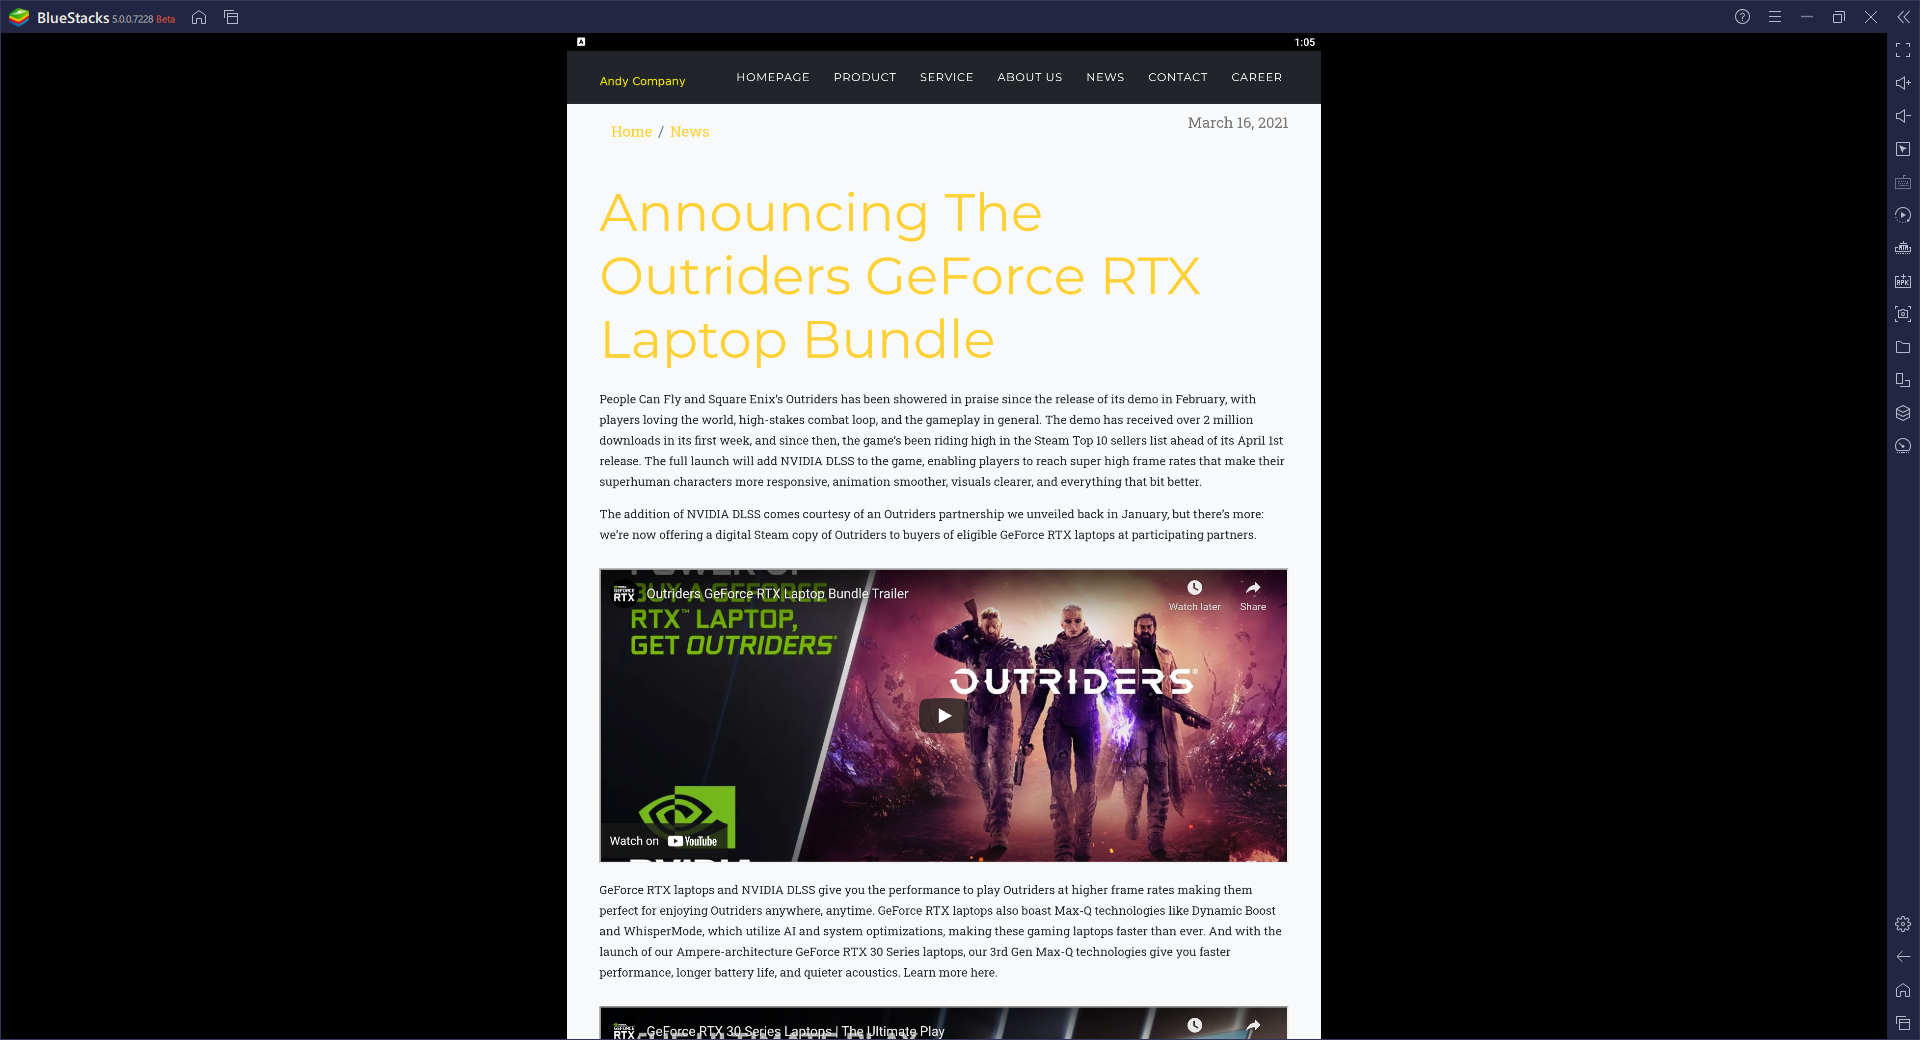 BlueStacks 5.0.0.7228 Beta
1:05
Andy Company
HOMEPAGE PRODUCT SERVICE ABOUT US NEWS CONTACT CAREER
Home / News
March 16, 2021
Announcing The
Outriders GeForce RTX
Laptop Bundle
People Can Fly and Square Enix's Outriders has been showered in praise since the release of its demo in February, with
players loving the world, high-stakes combat loop, and the gameplay in general. The demo has received over 2 million
downloads in its first week, and since then, the game's been riding high in the Steam Top 10 sellers list ahead of its April 1st
release. The full launch will add NVIDIA DLSS to the game, enabling players to reach super high frame rates that make their
superhuman characters more responsive, animation smoother, visuals clearer, and everything that bit better.
The addition of NVIDIA DLSS comes courtesy of an Outriders partnership we unveiled back in January, but there's more:
we're now offering a digital Steam copy of Outriders to buyers of eligible GeForce RTX laptops at participating partners.
Outriders GeForce RTX Laptop Bundle Trailer
Watch later Share
BUY A GEFORCE
RTX™ LAPTOP,
GET OUTRIDERS
OUTRIDERS
Watch on YouTube
NVIDIA
GeForce RTX laptops and NVIDIA DLSS give you the performance to play Outriders at higher frame rates making them
perfect for enjoying Outriders anywhere, anytime. GeForce RTX laptops also boast Max-Q technologies like Dynamic Boost
and WhisperMode, which utilize AI and system optimizations, making these gaming laptops faster than ever. And with the
launch of our Ampere-architecture GeForce RTX 30 Series laptops, our 3rd Gen Max-Q technologies give you faster
performance, longer battery life, and quieter acoustics. Learn more here.
GeForce RTX 30 Series Laptops | The Ultimate Play